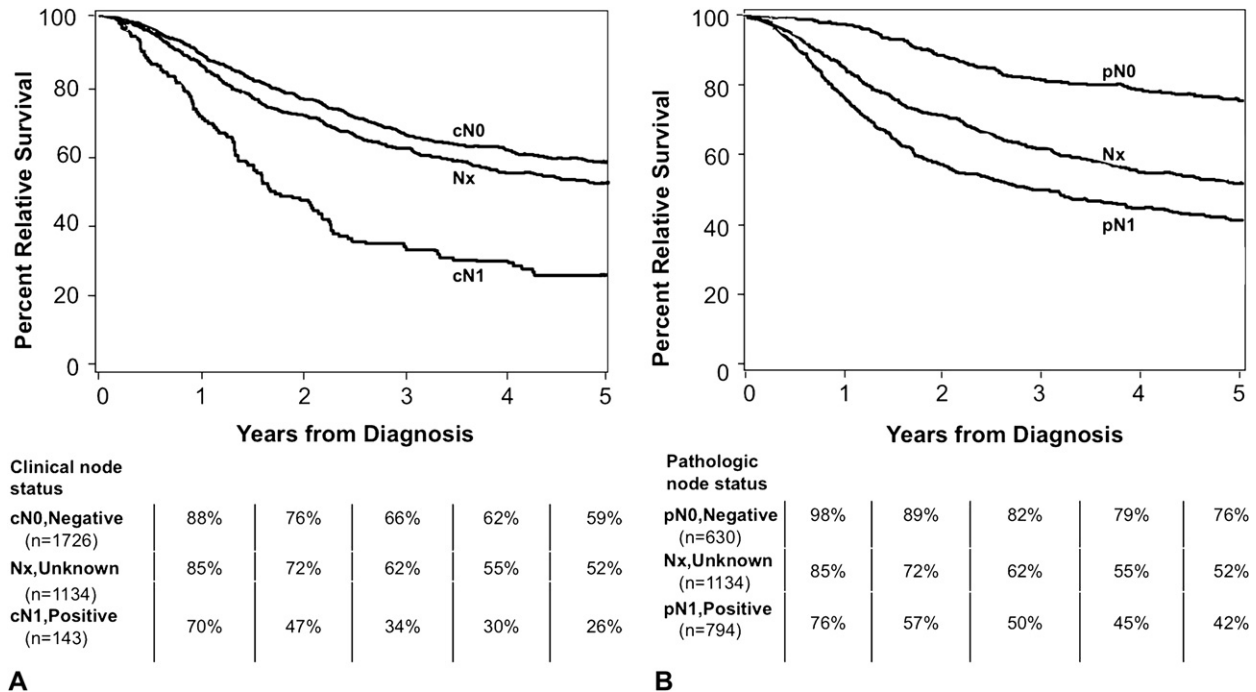 100
80
60
40
20
0
Percent Relative Survival
cN0
Nx
cN1
0 1 2 3 4 5
Years from Diagnosis
Clinical node
status
cN0,Negative 88% 76% 66% 62% 59%
(n=1726)
Nx,Unknown 85% 72% 62% 55% 52%
(n=1134)
cN1,Positive 70% 47% 34% 30% 26%
(n=143)
A
100
80
60
40
20
0
Percent Relative Survival
pN0
Nx
pN1
0 1 2 3 4 5
Years from Diagnosis
Pathologic
node status
pN0,Negative 98% 89% 82% 79% 76%
(n=630)
Nx,Unknown 85% 72% 62% 55% 52%
(n=1134)
pN1,Positive 76% 57% 50% 45% 42%
(n=794)
B